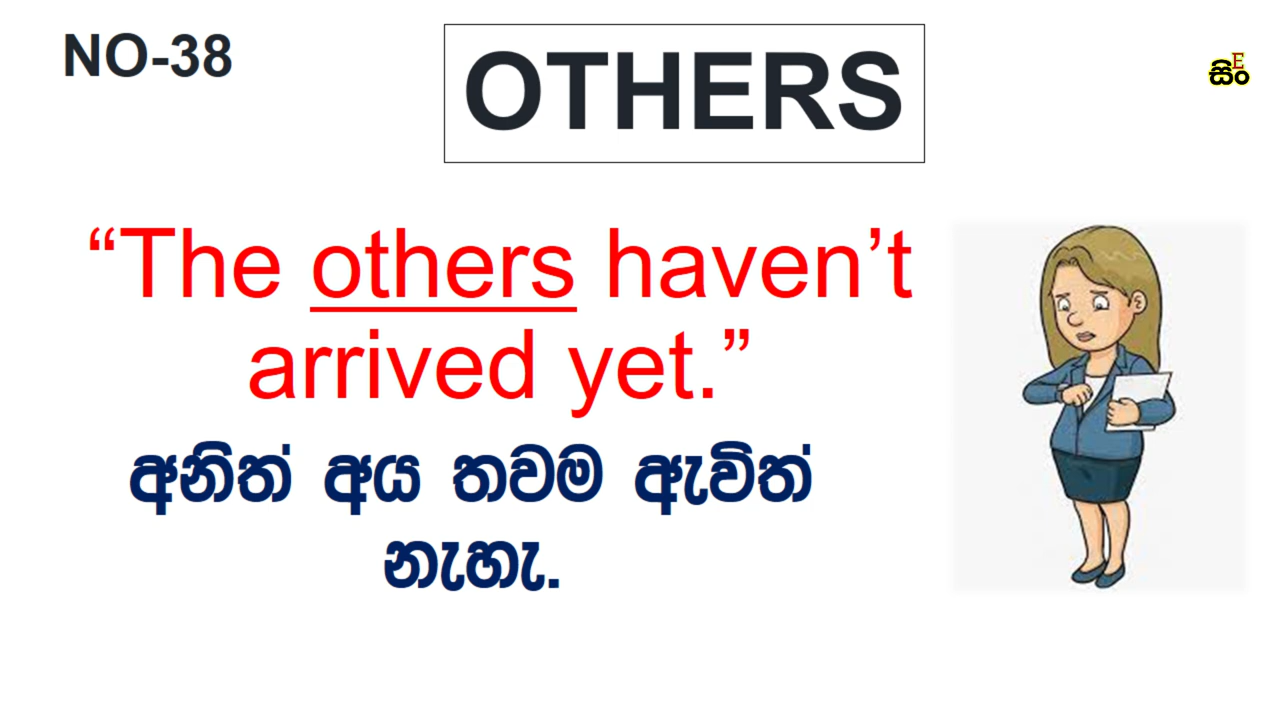 NO-38
OTHERS
සිං
E
“The others haven’t
arrived yet.”
අනිත් අය තවම ඇවිත්
නැහැ.